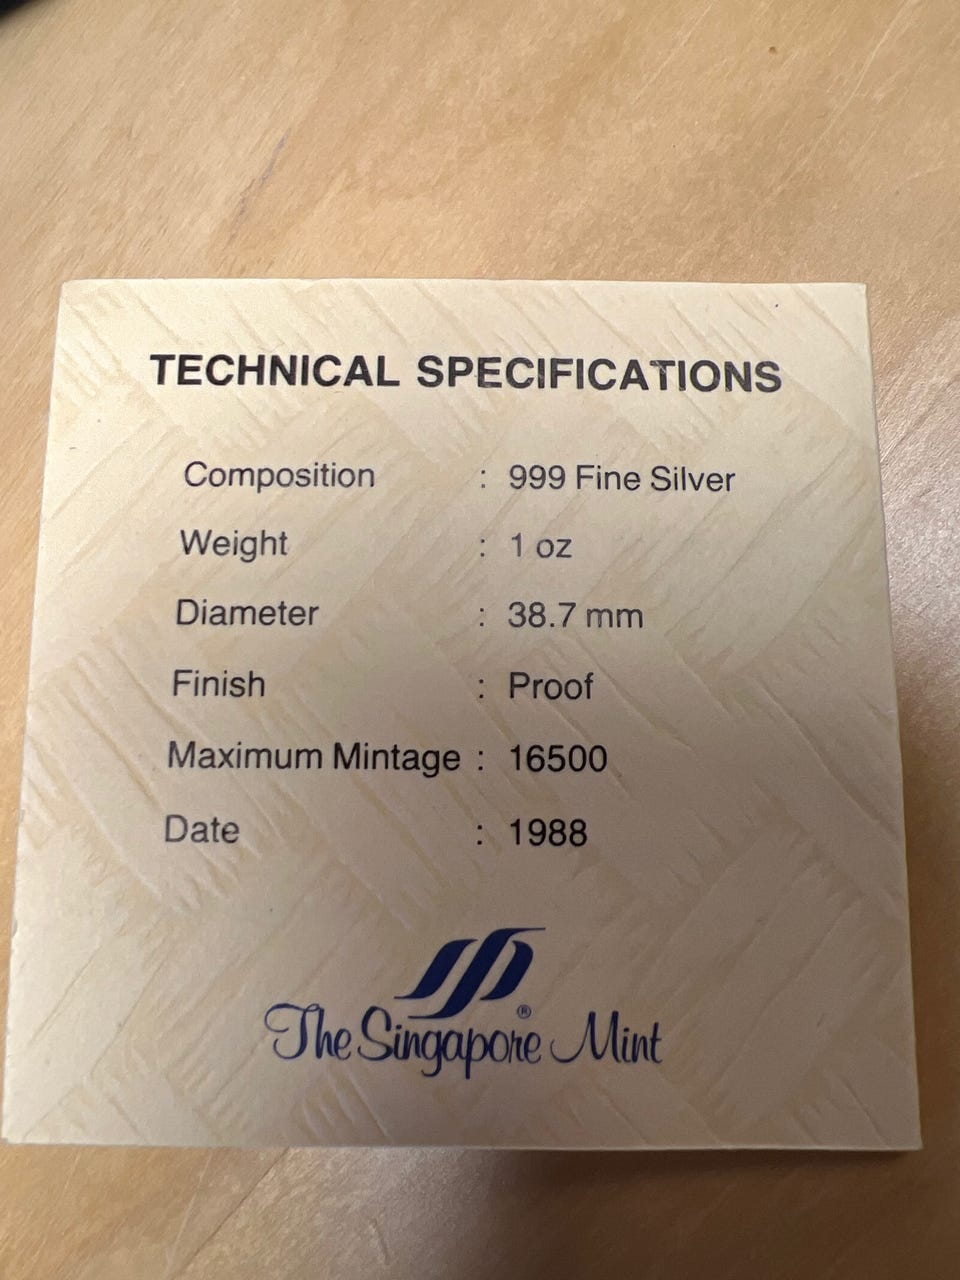 TECHNICAL SPECIFICATIONS
Composition : 999 Fine Silver
Weight : 1 oz
Diameter : 38.7 mm
Finish : Proof
Maximum Mintage : 16500
Date : 1988
®
The Singapore Mint